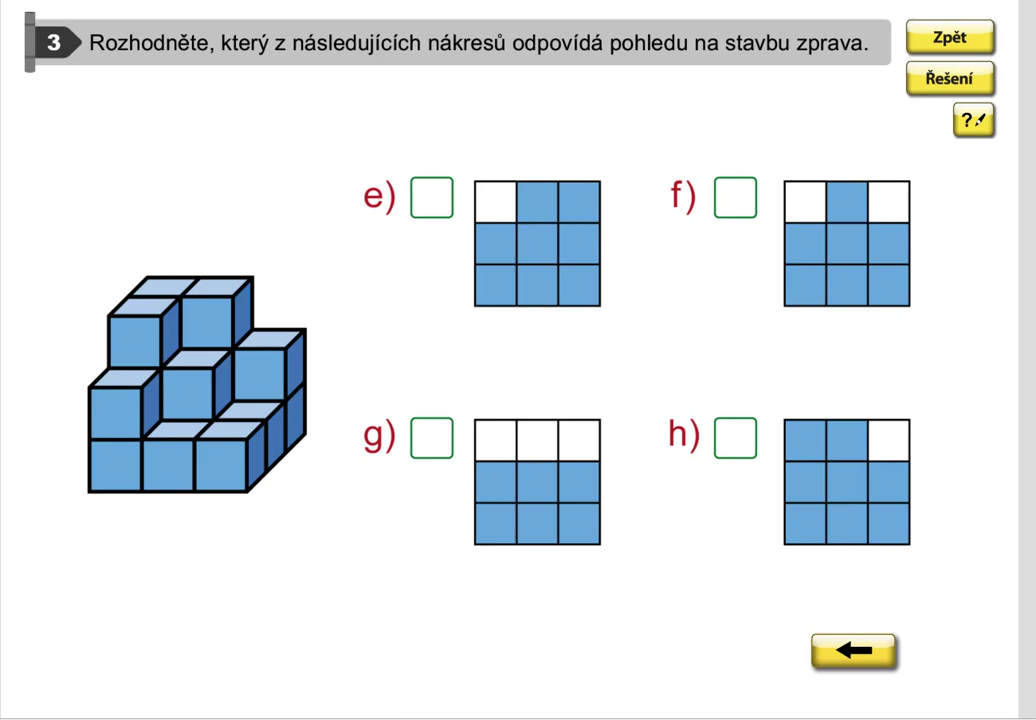 3 Rozhodněte, který z následujících nákresů odpovídá pohledu na stavbu zprava.
Zpět
Řešení
?
e)
f)
g)
h)